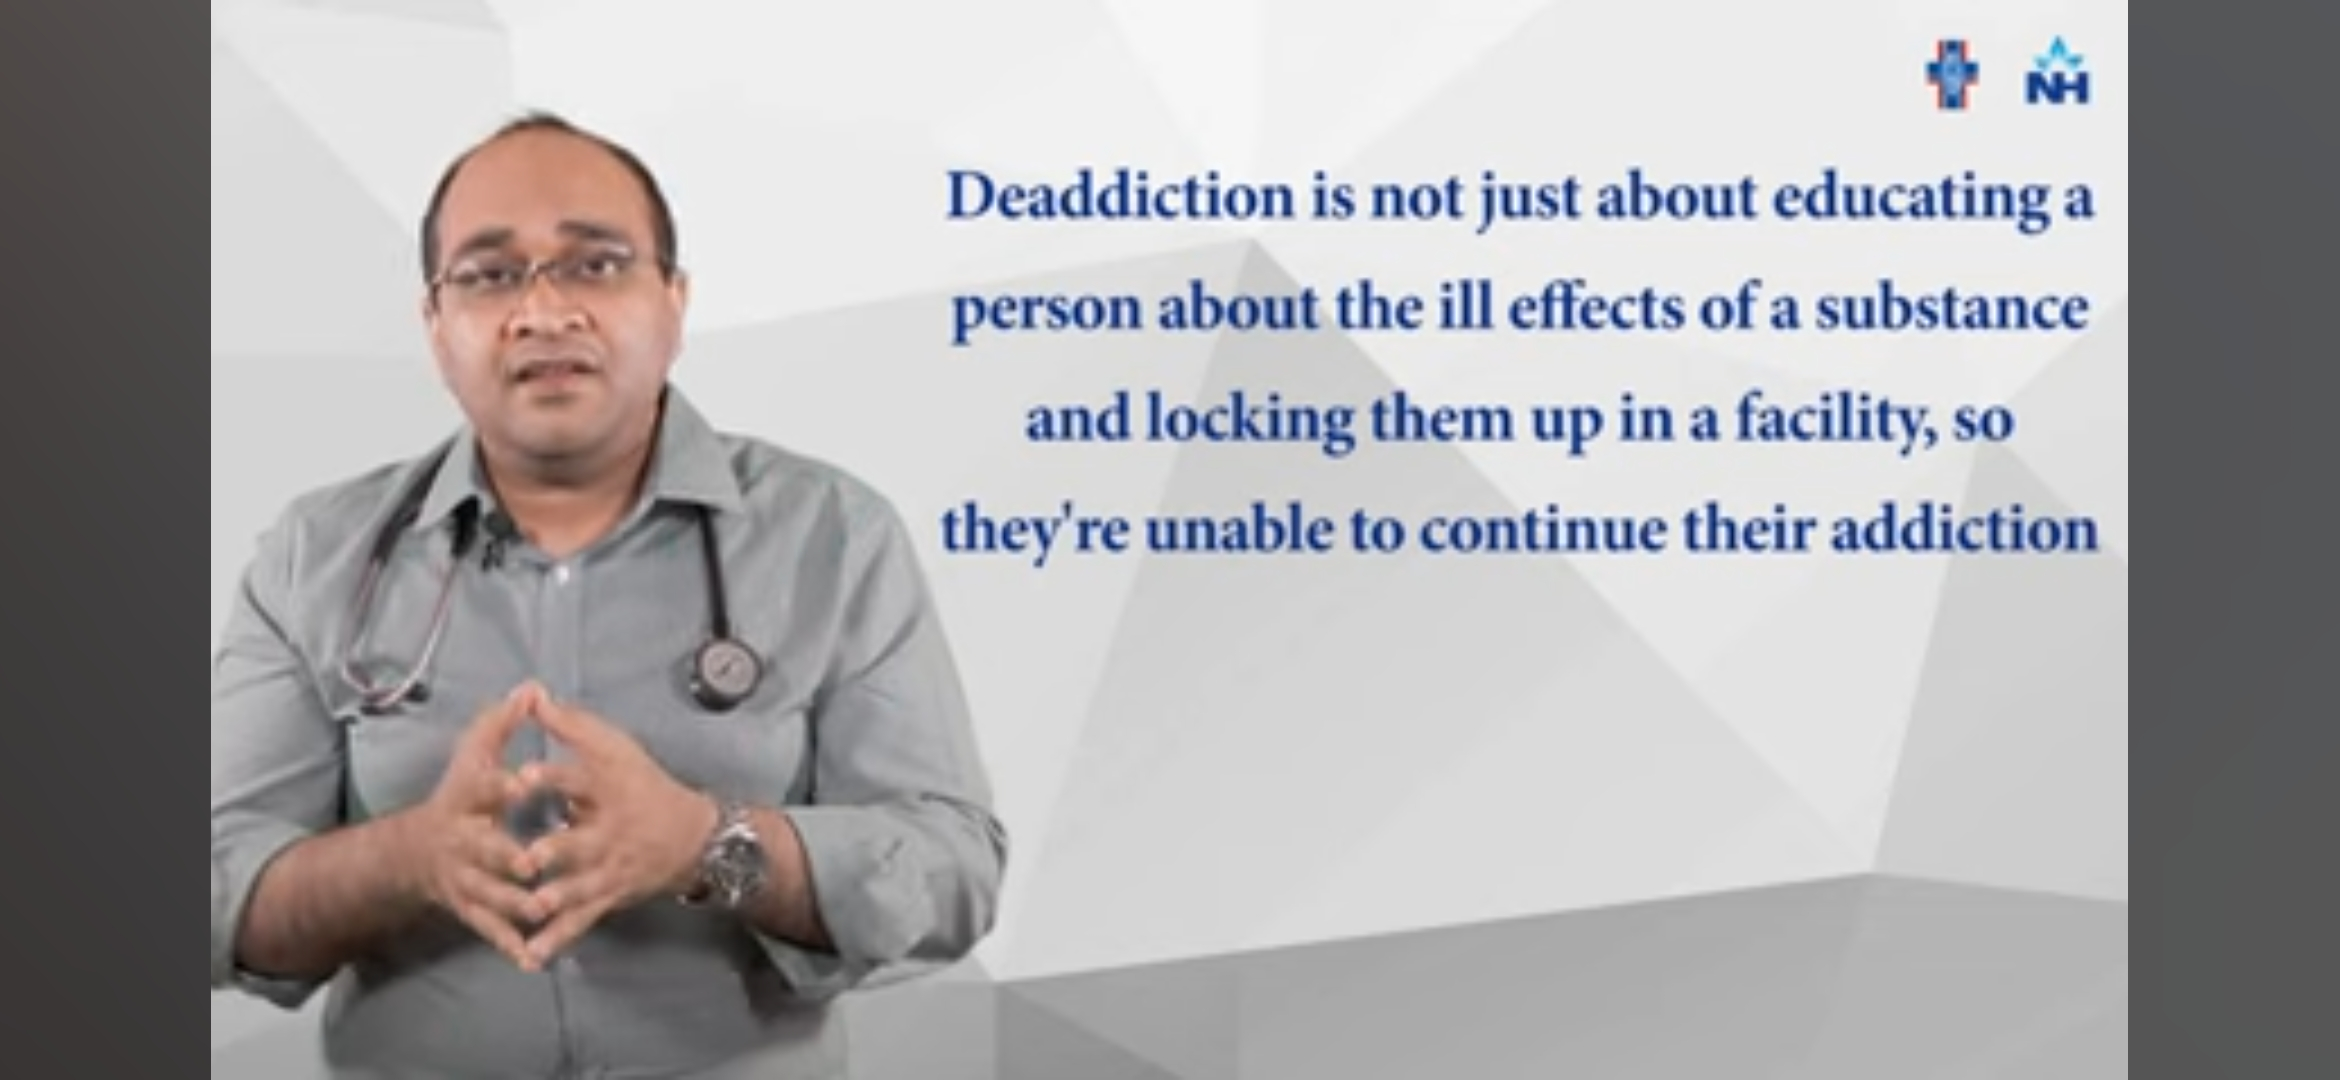 NH
Deaddiction is not just about educating a
person about the ill effects of a substance
and locking them up in a facility, so
they're unable to continue their addiction